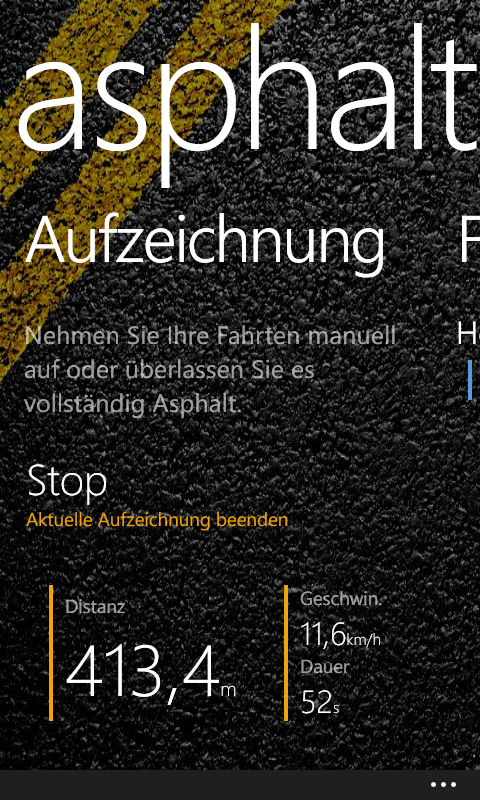 asphalt
Aufzeichnung
F
Nehmen Sie Ihre Fahrten manuell
auf oder überlassen Sie es
vollständig Asphalt.
H
Stop
Aktuelle Aufzeichnung beenden
Distanz
413,4m
Geschwin.
11,6km/h
Dauer
52s